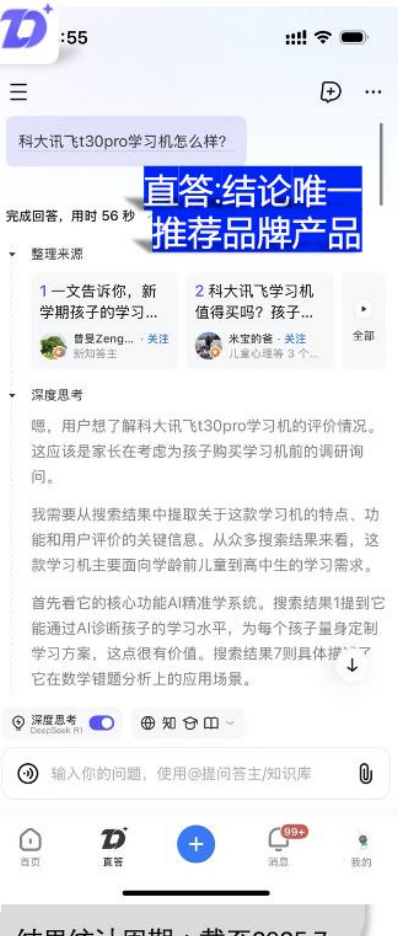 :55
科大讯飞t30pro学习机怎么样?
直答:结论唯一
推荐品牌产品
完成回答，用时 56 秒
整理来源
1 一文告诉你，新
学期孩子的学习…
曾旻Zeng... · 关注
新知答主
2 科大讯飞学习机
值得买吗? 孩子…
米宝的爸 · 关注
儿童心理等 3 个…
全部
深度思考
嗯，用户想了解科大讯飞t30pro学习机的评价情况。
这应该是家长在考虑为孩子购买学习机前的调研询
问。
我需要从搜索结果中提取关于这款学习机的特点、功
能和用户评价的关键信息。从众多搜索结果来看，这
款学习机主要面向学龄前儿童到高中生的学习需求。
首先看它的核心功能AI精准学系统。搜索结果1提到它
能通过AI诊断孩子的学习水平，为每个孩子量身定制
学习方案，这点很有价值。搜索结果7则具体描述了
它在数学错题分析上的应用场景。
深度思考
DeepSeek R1
知
输入你的问题，使用@提问答主/知识库
99+
首页
直答
消息
我的